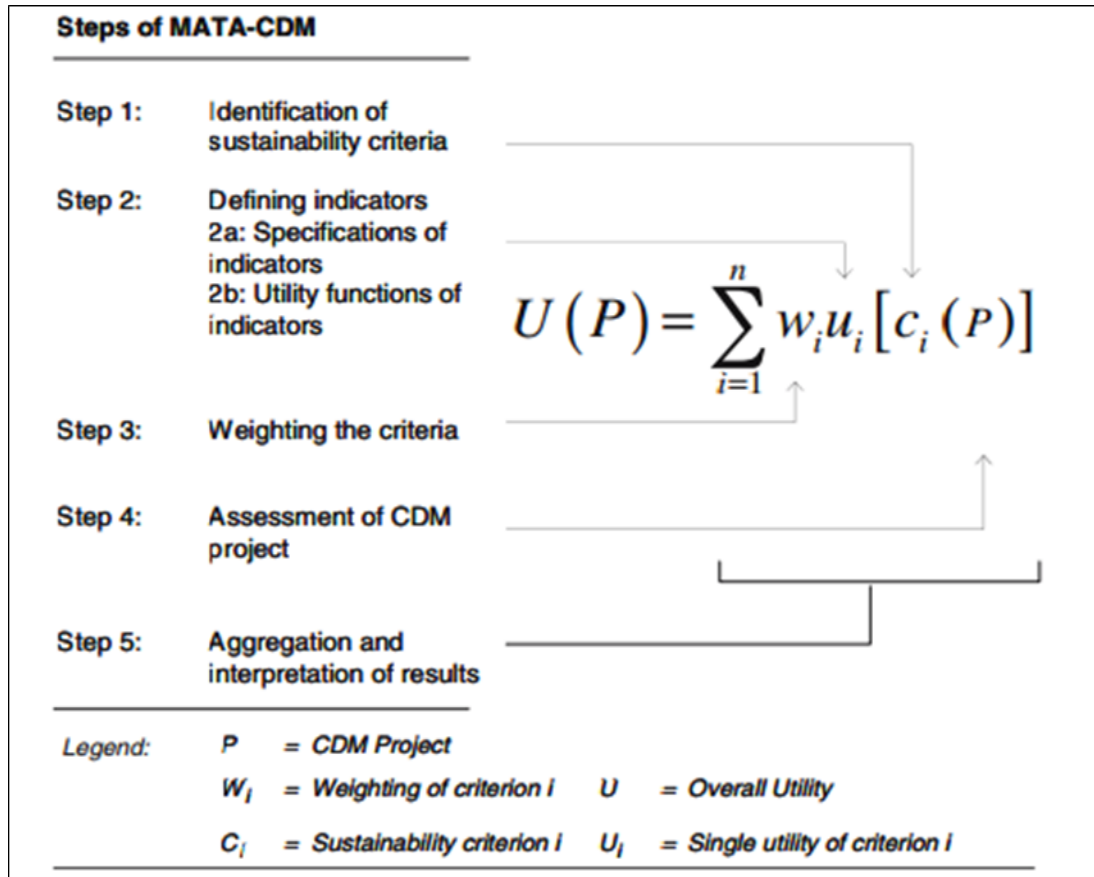 Steps of MATA-CDM
Step 1: Identification of
sustainability criteria
Step 2: Defining indicators
2a: Specifications of
indicators
2b: Utility functions of
indicators
U(P) = \sum_{i=1}^{n} w_i u_i [c_i (P)]
Step 3: Weighting the criteria
Step 4: Assessment of CDM
project
Step 5: Aggregation and
interpretation of results
Legend: P = CDM Project
W_i = Weighting of criterion i U = Overall Utility
C_i = Sustainability criterion i U_i = Single utility of criterion i